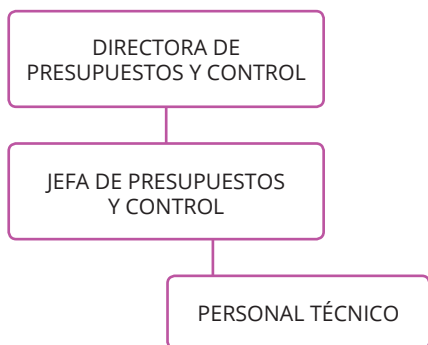 DIRECTORA DE
PRESUPUESTOS Y CONTROL
JEFA DE PRESUPUESTOS
Y CONTROL
PERSONAL TÉCNICO